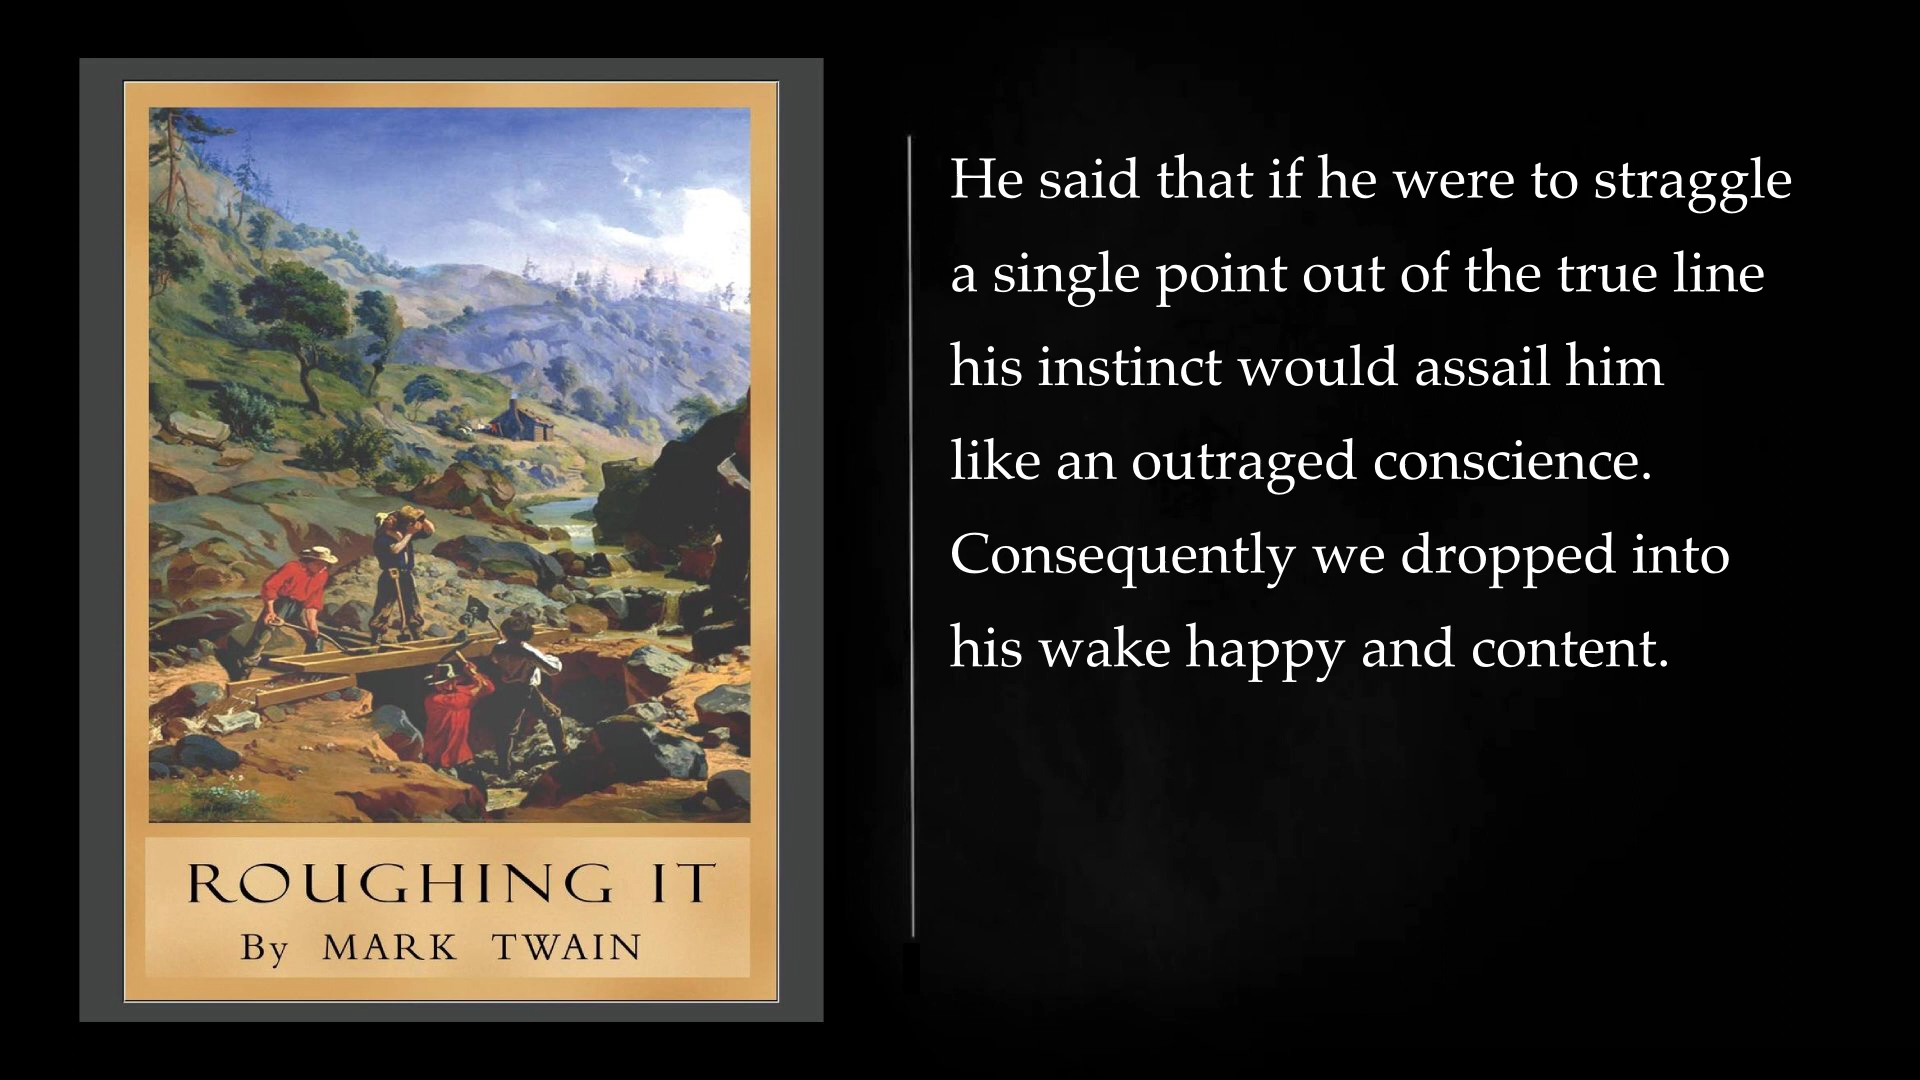 ROUGHING IT
By MARK TWAIN
He said that if he were to straggle
a single point out of the true line
his instinct would assail him
like an outraged conscience.
Consequently we dropped into
his wake happy and content.